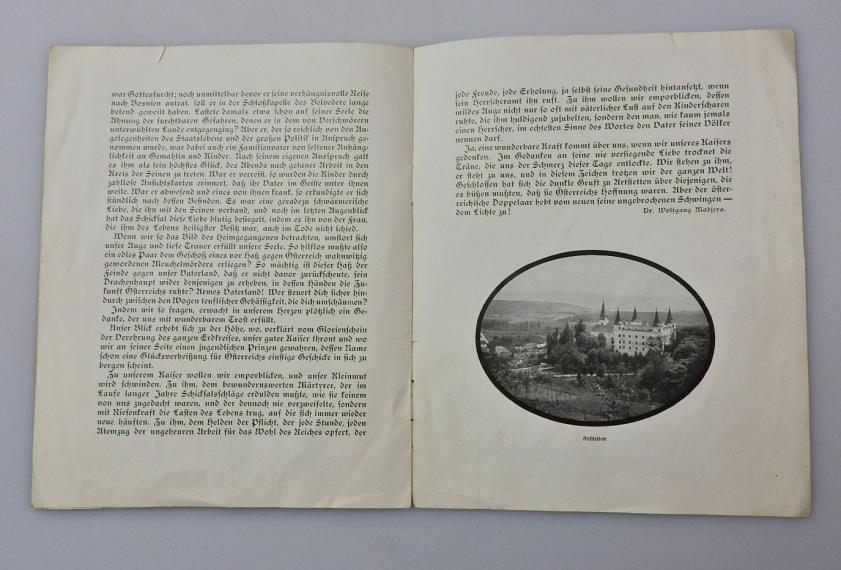 war Gottesfurcht; noch unmittelbar bevor er seine verhängnisvolle Reise
nach Bosnien antrat, soll er in der Schloßkapelle des Belvedere lange
betend geweilt haben. Lastete damals etwa schon auf seiner Seele die
Ahnung der furchtbaren Gefahren, denen er in dem von Verschwörern
unterwühlten Lande entgegenging? Aber er, der so reichlich von den An-
gelegenheiten des Staatslebens und der großen Politik in Anspruch ge-
nommen wurde, war dabei auch ein Familienvater von seltener Anhäng-
lichkeit an Gemahlin und Kinder. Nach seinem eigenen Ausspruch galt
es ihm als sein höchstes Glück, des Abends nach getaner Arbeit in den
Kreis der Seinen zu treten. War er verreist, so wurden die Kinder durch
zahllose Ansichtskarten erinnert, daß ihr Vater im Geiste unter ihnen
weile. War er abwesend und eines von ihnen krank, so erkundigte er sich
stündlich nach dessen Befinden. Es war eine geradezu schwärmerische
Liebe, die ihn mit den Seinen verband, und noch im letzten Augenblick
hat das Schicksal diese Liebe blutig besiegelt, indem es ihn von der Frau,
die ihm des Lebens heiligster Besitz war, auch im Tode nicht schied.
Wenn wir so das Bild des Heimgegangenen betrachten, umflort sich
unser Auge und tiefe Trauer erfüllt unsere Seele. So hilflos mußte also
ein edles Paar dem Geschoß eines vor Haß gegen Österreich wahnwitzig
gewordenen Meuchelmörders erliegen? So mächtig ist dieser Haß der
Feinde gegen unser Vaterland, daß er nicht davor zurückscheute, sein
Drachenhaupt wider denjenigen zu erheben, in dessen Händen die Zu-
kunft Österreichs ruhte? Armes Vaterland! Wer steuert dich sicher hin-
durch zwischen den Wogen teuflischer Gehässigkeit, die dich umschäumen?
Indem wir so fragen, erwacht in unserem Herzen plötzlich ein Ge-
danke, der uns mit wunderbarem Trost erfüllt.
Unser Blick erhebt sich zu der Höhe, wo, verklärt vom Glorienschein
der Verehrung des ganzen Erdkreises, unser guter Kaiser thront und wo
wir an seiner Seite einen jugendlichen Prinzen gewahren, dessen Name
schon eine Glücksverheißung für Österreichs einstige Geschicke in sich zu
bergen scheint.
Zu unserem Kaiser wollen wir emporblicken, und unser Kleinmut
wird schwinden. Zu ihm, dem bewundernswerten Märtyrer, der im
Laufe langer Jahre Schicksalsschläge erdulden mußte, wie sie keinem
von uns zugedacht waren, und der dennoch nie verzweifelte, sondern
mit Riesenkraft die Lasten des Lebens trug, auf die sich immer wieder
neue häuften. Zu ihm, dem Helden der Pflicht, der jede Stunde, jeden
Atemzug der ungeheuren Arbeit für das Wohl des Reiches opfert, der
jede Freude, jede Erholung, ja selbst seine Gesundheit hintansetzt, wenn
sein Herrscheramt ihn ruft. Zu ihm wollen wir emporblicken, dessen
mildes Auge nicht nur so oft mit väterlicher Lust auf den Kinderscharen
ruhte, die ihm huldigend zujubelten, sondern den man, wie kaum jemals
einen Herrscher, im echtesten Sinne des Wortes den Vater seiner Völker
nennen darf.
Ja, eine wunderbare Kraft kommt über uns, wenn wir unseres Kaisers
gedenken. Im Gedanken an seine nie versiegende Liebe trocknet die
Träne, die uns der Schmerz dieser Tage entlockte. Wir stehen zu ihm,
er steht zu uns, und in diesem Zeichen trotzen wir der ganzen Welt!
Geschlossen hat sich die dunkle Gruft zu Artstetten über diejenigen, die
es büßen mußten, daß sie Österreichs Hoffnung waren. Aber der öster-
reichische Doppelaar hebt vom neuen seine ungebrochenen Schwingen —
dem Lichte zu!
Dr. Wolfgang Madjera.
Artstetten